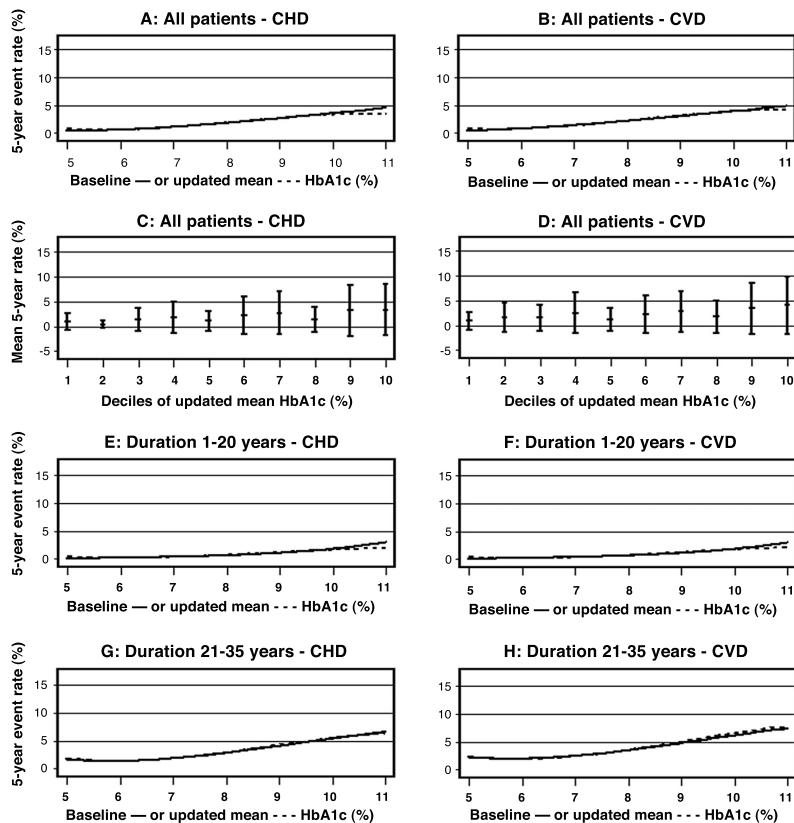 A: All patients - CHD
5-year event rate (%)
15
10
5
0
5 6 7 8 9 10 11
Baseline — or updated mean - - - HbA1c (%)
B: All patients - CVD
15
10
5
0
5 6 7 8 9 10 11
Baseline — or updated mean - - - HbA1c (%)
C: All patients - CHD
Mean 5-year rate (%)
15
10
5
0
-5
1 2 3 4 5 6 7 8 9 10
Deciles of updated mean HbA1c (%)
D: All patients - CVD
15
10
5
0
-5
1 2 3 4 5 6 7 8 9 10
Deciles of updated mean HbA1c (%)
E: Duration 1-20 years - CHD
5-year event rate (%)
15
10
5
0
5 6 7 8 9 10 11
Baseline — or updated mean - - - HbA1c (%)
F: Duration 1-20 years - CVD
15
10
5
0
5 6 7 8 9 10 11
Baseline — or updated mean - - - HbA1c (%)
G: Duration 21-35 years - CHD
5-year event rate (%)
15
10
5
0
5 6 7 8 9 10 11
Baseline — or updated mean - - - HbA1c (%)
H: Duration 21-35 years - CVD
15
10
5
0
5 6 7 8 9 10 11
Baseline — or updated mean - - - HbA1c (%)